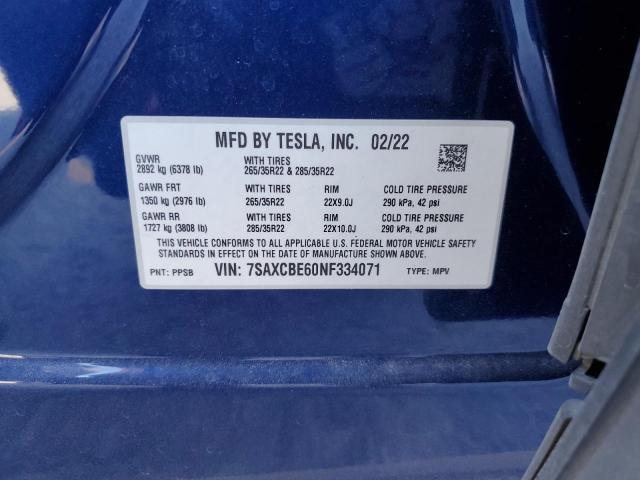 MFD BY TESLA, INC. 02/22
GVWR WITH TIRES
2892 kg (6378 lb) 265/35R22 & 285/35R22
GAWR FRT WITH TIRES RIM COLD TIRE PRESSURE
1350 kg (2976 lb) 265/35R22 22X9.0J 290 kPa, 42 psi
GAWR RR WITH TIRES RIM COLD TIRE PRESSURE
1727 kg (3808 lb) 285/35R22 22X10.0J 290 kPa, 42 psi
THIS VEHICLE CONFORMS TO ALL APPLICABLE U.S. FEDERAL MOTOR VEHICLE SAFETY
STANDARDS IN EFFECT ON THE DATE OF MANUFACTURE SHOWN ABOVE.
PNT: PPSB VIN: 7SAXCBE60NF334071 TYPE: MPV